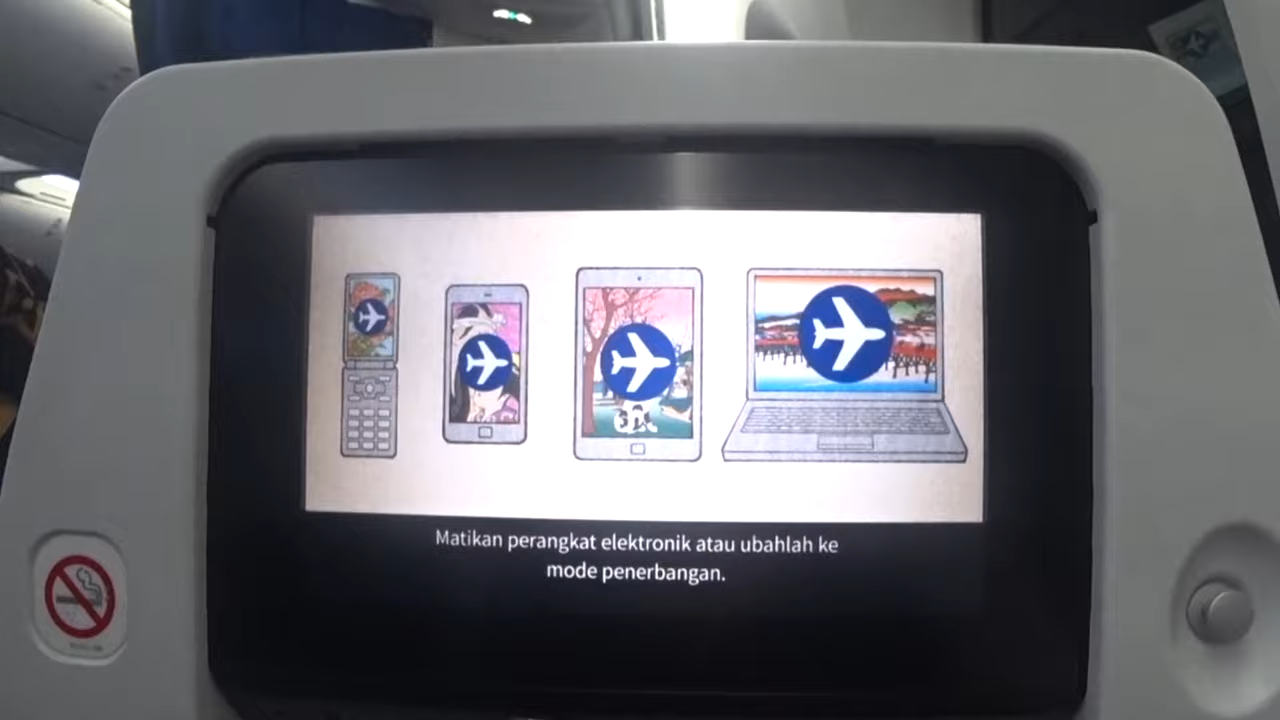 Matikan perangkat elektronik atau ubahlah ke
mode penerbangan.